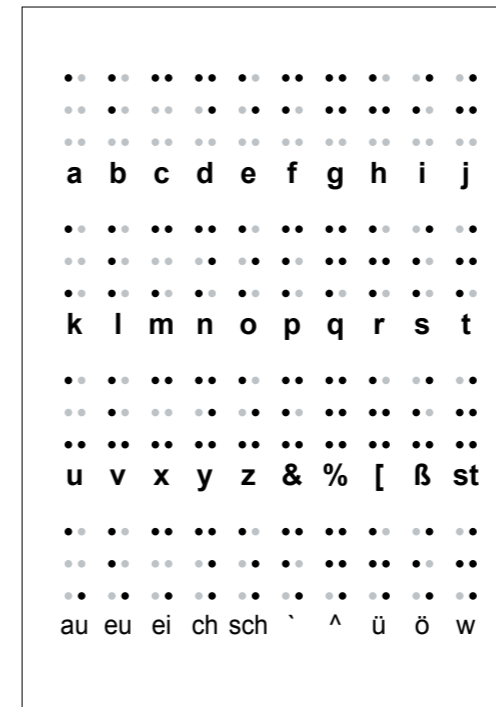 a b c d e f g h i j
k l m n o p q r s t
u v x y z & % [ ß st
au eu ei ch sch ` ^ ü ö w